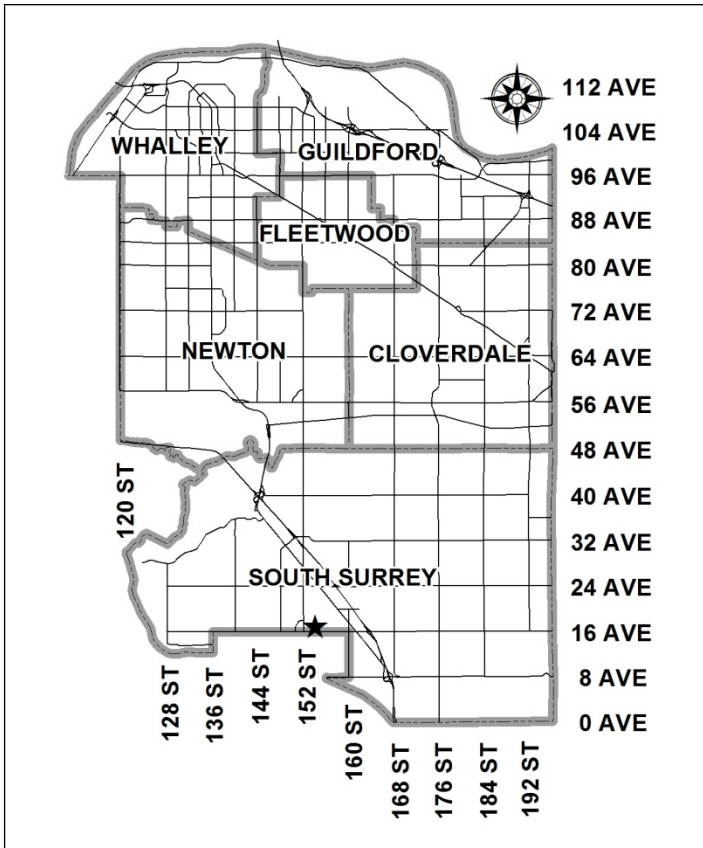 112 AVE
104 AVE
WHALLEY
GUILDFORD
96 AVE
88 AVE
FLEETWOOD
80 AVE
72 AVE
NEWTON
CLOVERDALE
64 AVE
56 AVE
48 AVE
120 ST
40 AVE
32 AVE
SOUTH SURREY
24 AVE
16 AVE
128 ST
136 ST
144 ST
152 ST
160 ST
8 AVE
0 AVE
168 ST
176 ST
184 ST
192 ST